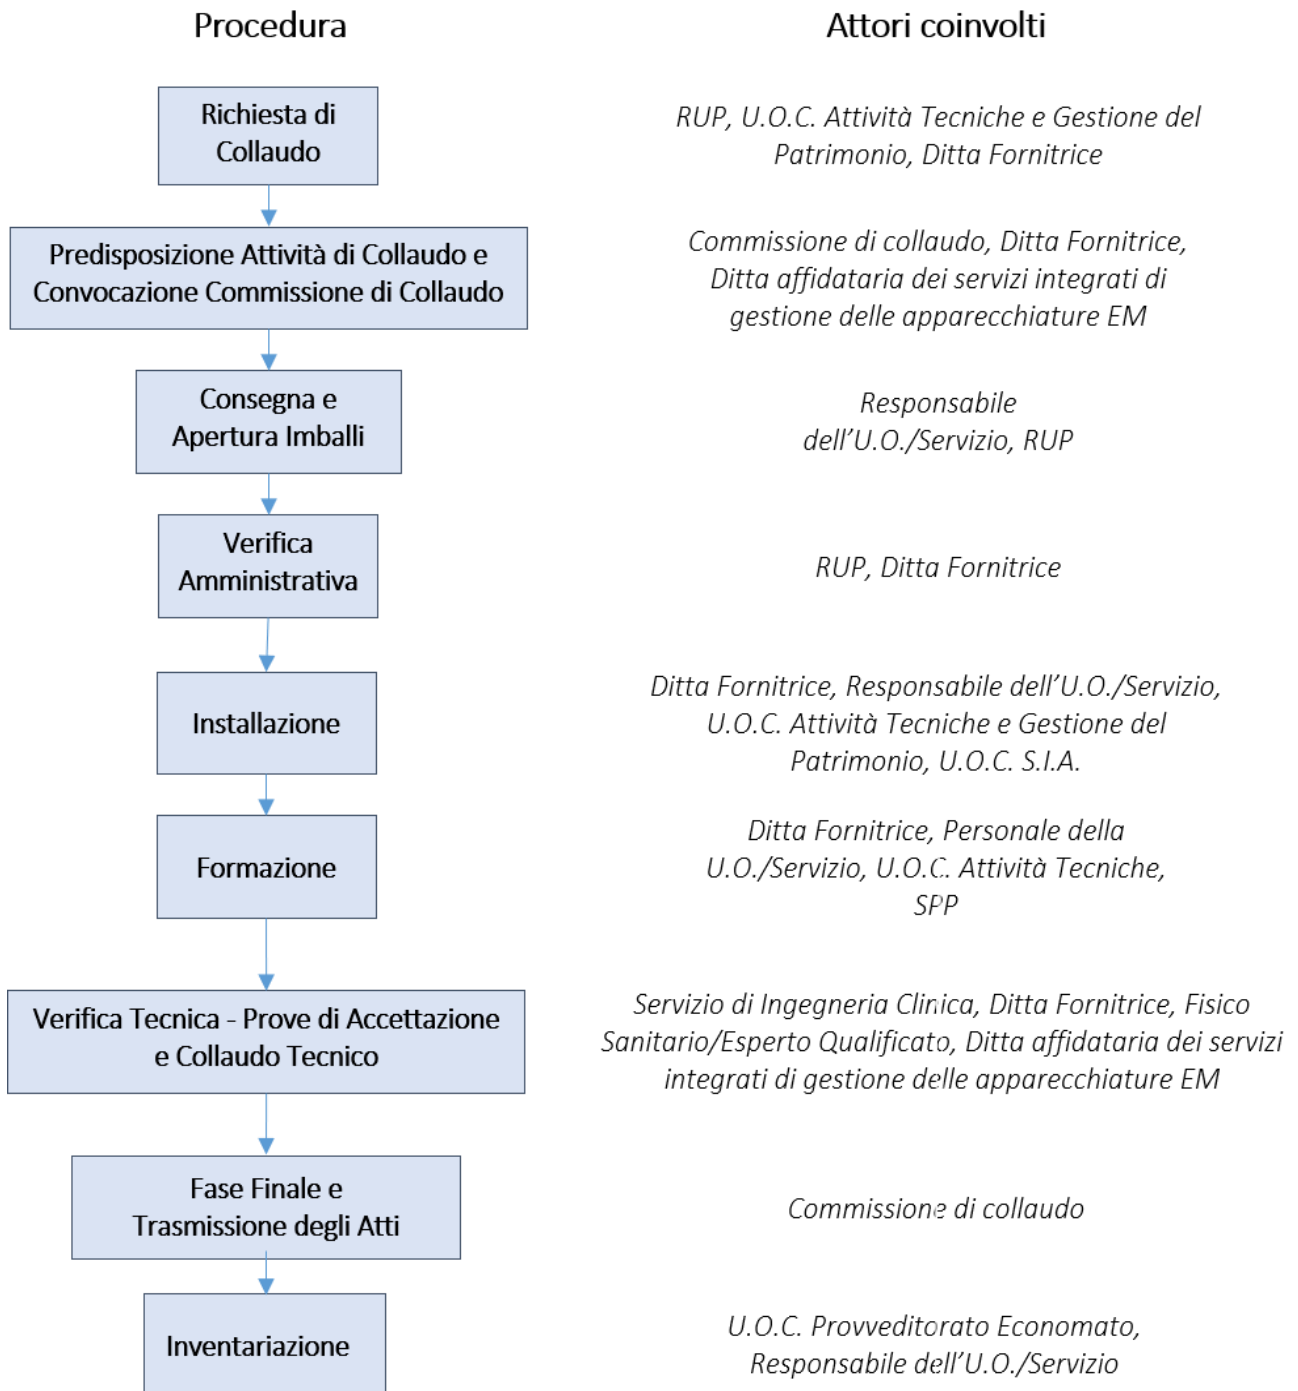 Procedura
Attori coinvolti
Richiesta di
Collaudo
RUP, U.O.C. Attività Tecniche e Gestione del
Patrimonio, Ditta Fornitrice
Predisposizione Attività di Collaudo e
Convocazione Commissione di Collaudo
Commissione di collaudo, Ditta Fornitrice,
Ditta affidataria dei servizi integrati di
gestione delle apparecchiature EM
Consegna e
Apertura Imballi
Responsabile
dell'U.O./Servizio, RUP
Verifica
Amministrativa
RUP, Ditta Fornitrice
Installazione
Ditta Fornitrice, Responsabile dell'U.O./Servizio,
U.O.C. Attività Tecniche e Gestione del
Patrimonio, U.O.C. S.I.A.
Formazione
Ditta Fornitrice, Personale della
U.O./Servizio, U.O.C. Attività Tecniche,
SPP
Verifica Tecnica - Prove di Accettazione
e Collaudo Tecnico
Servizio di Ingegneria Clinica, Ditta Fornitrice, Fisico
Sanitario/Esperto Qualificato, Ditta affidataria dei servizi
integrati di gestione delle apparecchiature EM
Fase Finale e
Trasmissione degli Atti
Commissione di collaudo
Inventariazione
U.O.C. Provveditorato Economato,
Responsabile dell'U.O./Servizio